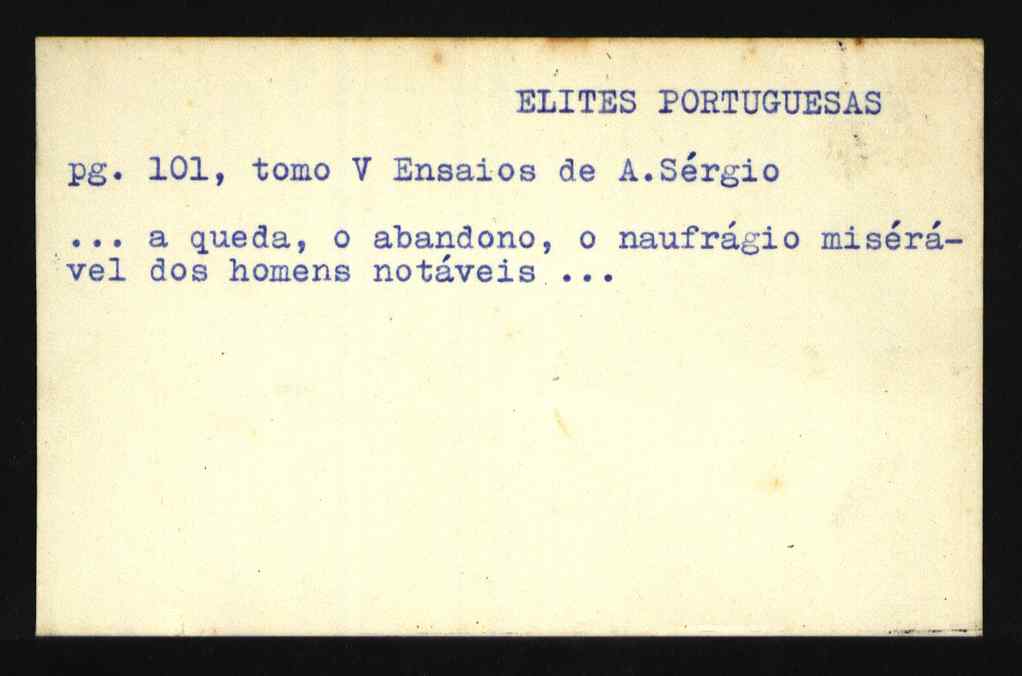 ELITES PORTUGUESAS
pg. 101, tomo V Ensaios de A.Sérgio
... a queda, o abandono, o naufrágio misérá-
vel dos homens notáveis ...